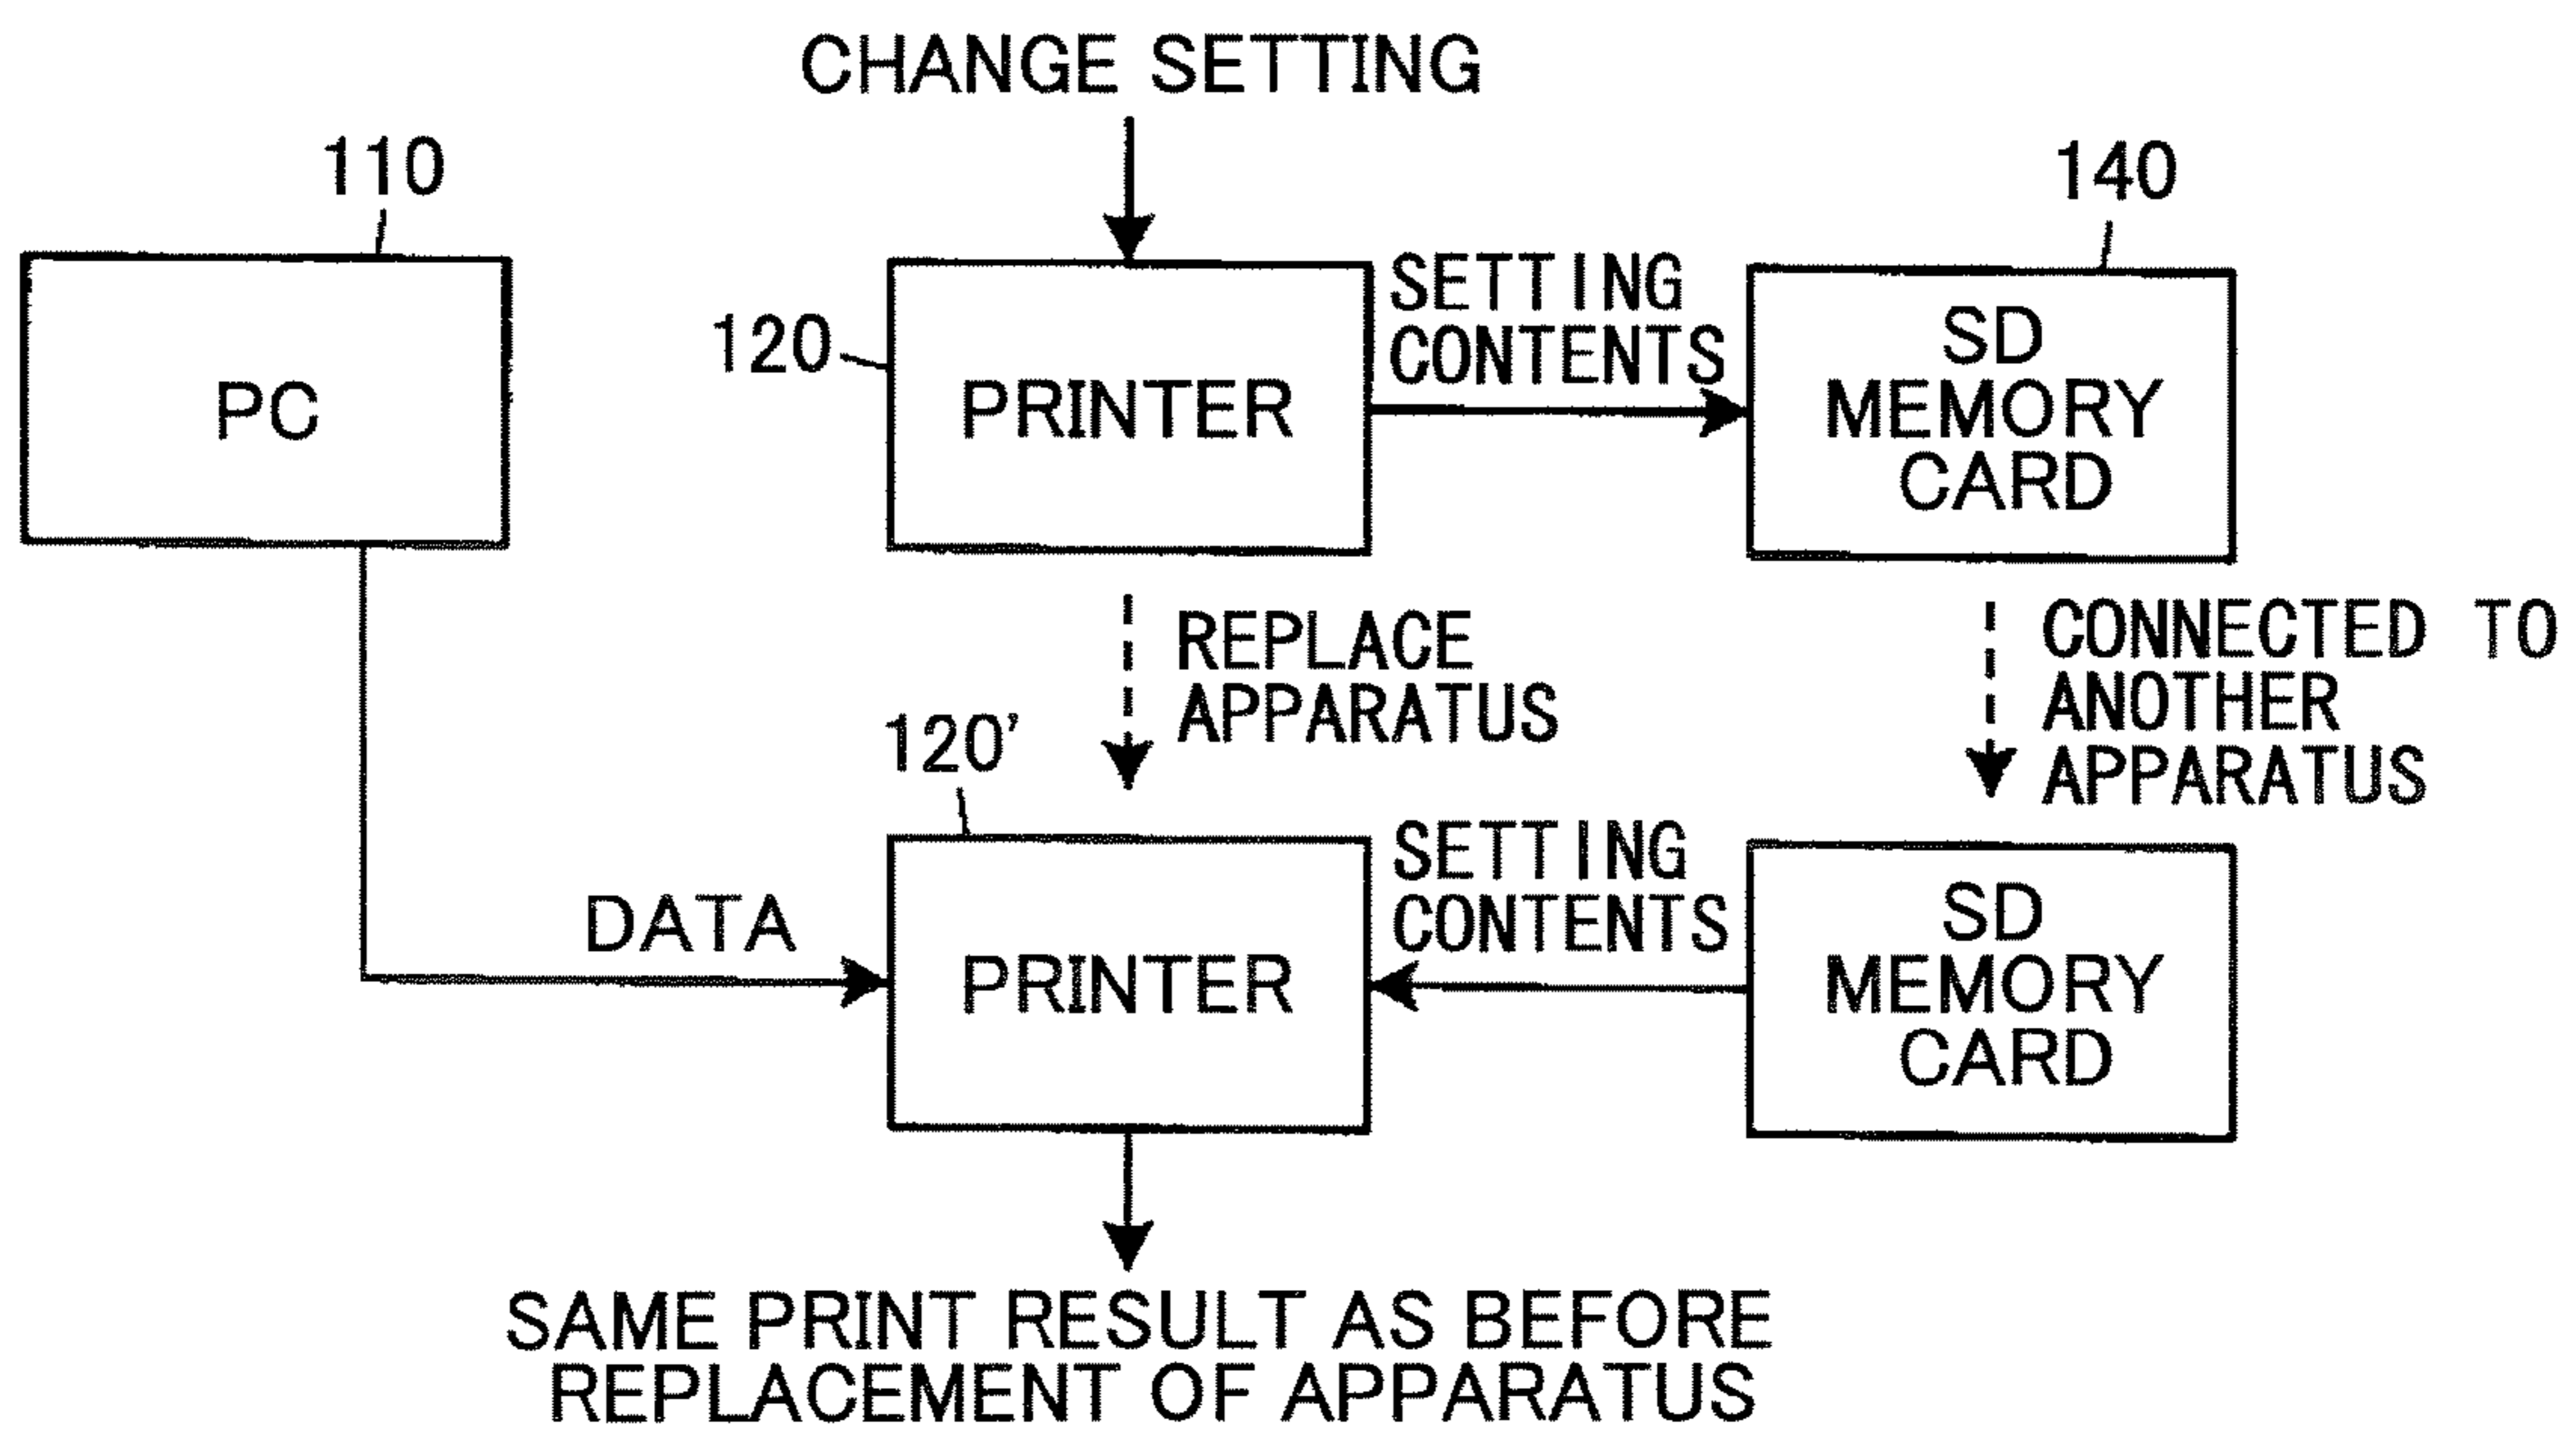 CHANGE SETTING
110
140
120
PC
PRINTER
SETTING
CONTENTS
SD
MEMORY
CARD
REPLACE
APPARATUS
CONNECTED TO
ANOTHER
APPARATUS
120'
DATA
PRINTER
SETTING
CONTENTS
SD
MEMORY
CARD
SAME PRINT RESULT AS BEFORE
REPLACEMENT OF APPARATUS